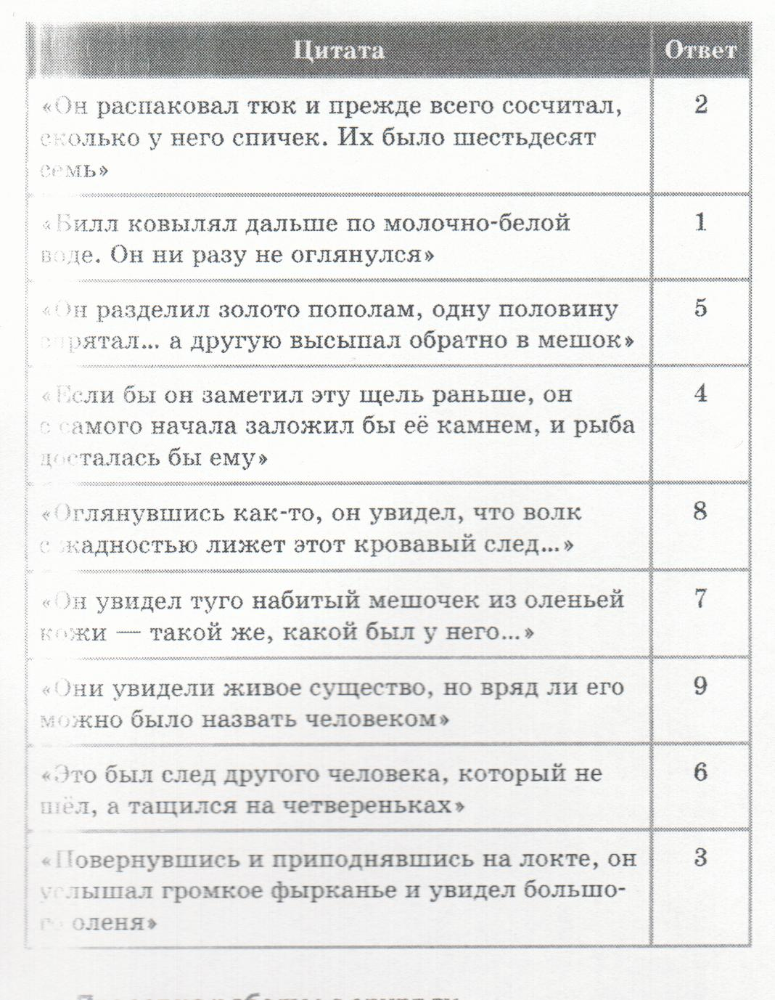 Цитата Ответ
«Он распаковал тюк и прежде всего сосчитал, 2
сколько у него спичек. Их было шестьдесят
семь»
«Билл ковылял дальше по молочно-белой 1
воде. Он ни разу не оглянулся»
«Он разделил золото пополам, одну половину 5
спрятал... а другую высыпал обратно в мешок»
«Если бы он заметил эту щель раньше, он 4
с самого начала заложил бы её камнем, и рыба
досталась бы ему»
«Оглянувшись как-то, он увидел, что волк 8
с жадностью лижет этот кровавый след...»
«Он увидел туго набитый мешочек из оленьей 7
кожи — такой же, какой был у него...»
«Они увидели живое существо, но вряд ли его 9
можно было назвать человеком»
«Это был след другого человека, который не 6
шёл, а тащился на четвереньках»
«Повернувшись и приподнявшись на локте, он 3
услышал громкое фырканье и увидел большо-
го оленя»